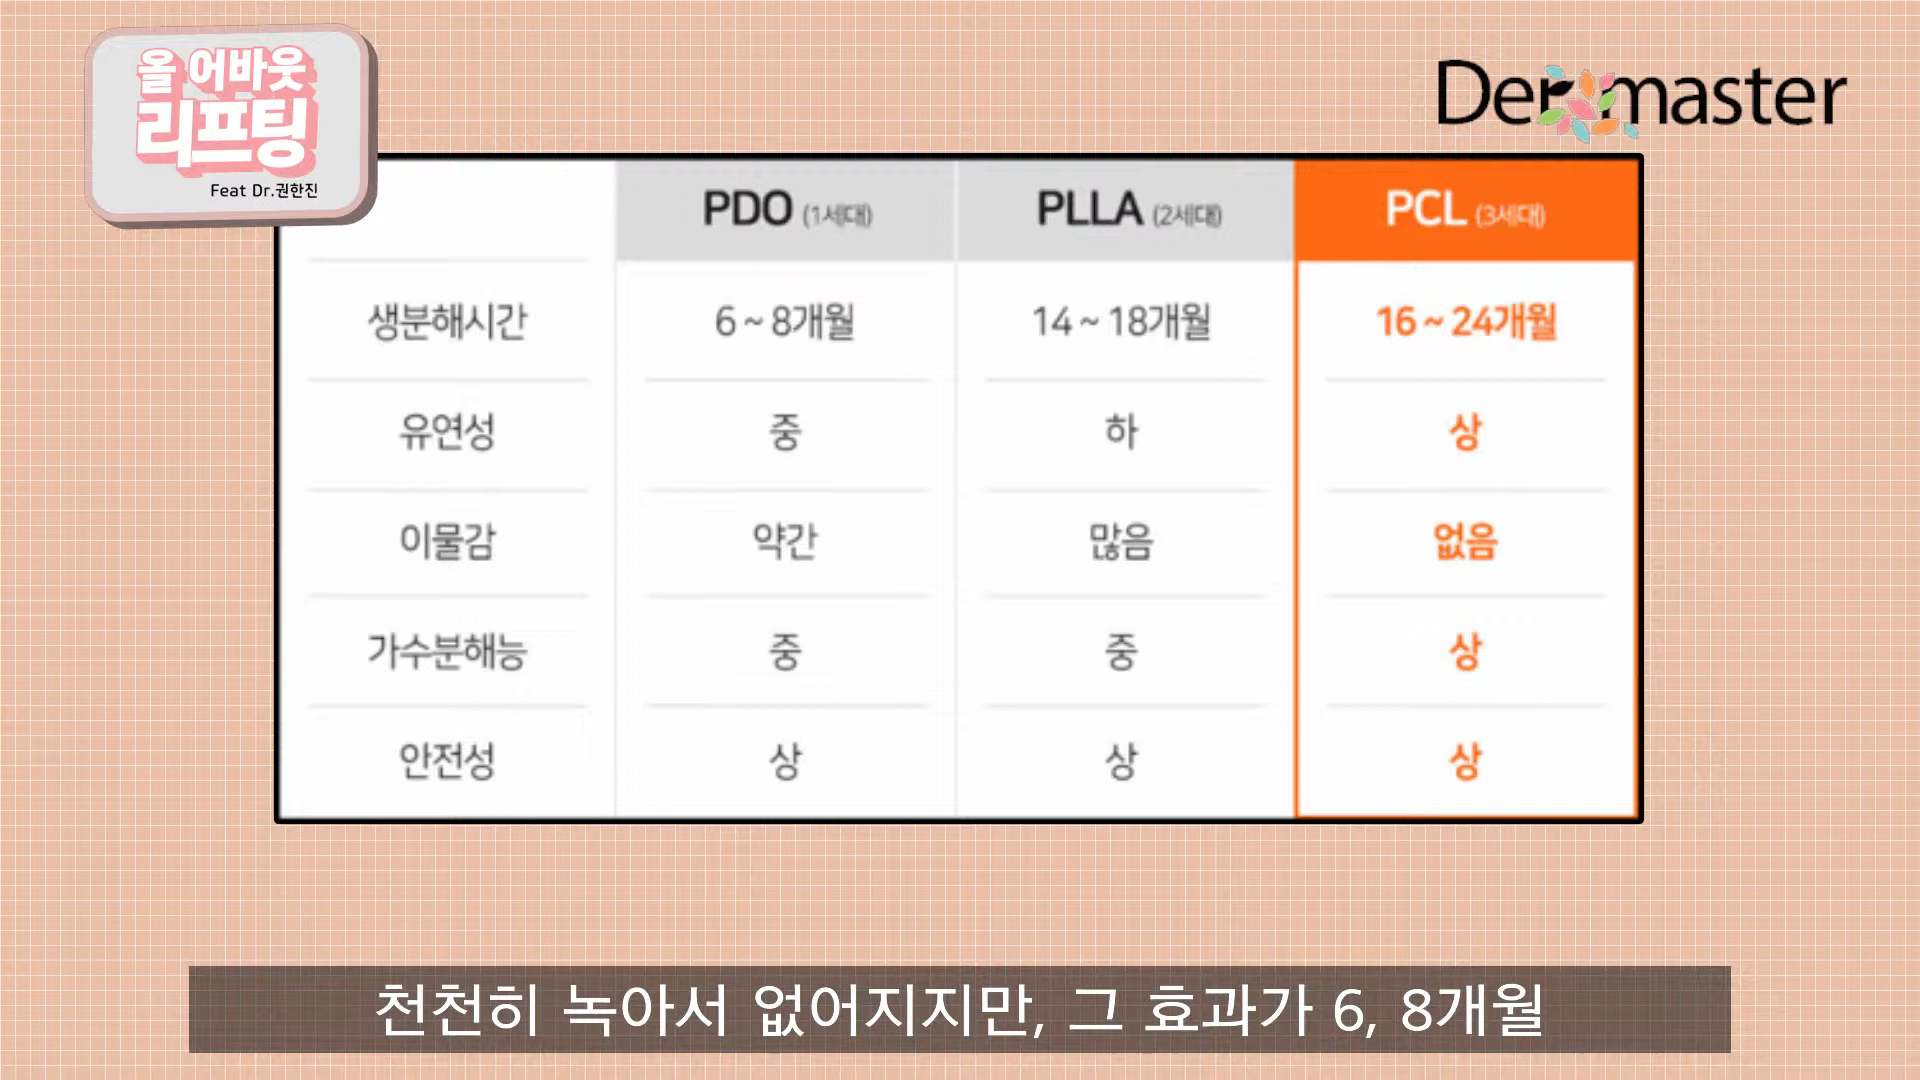 올 어바웃
리프팅
Feat Dr.권한진
Dermaster
PDO (1세대) PLLA (2세대) PCL (3세대)
생분해시간 6 ~ 8개월 14 ~ 18개월 16 ~ 24개월
유연성 중 하 상
이물감 약간 많음 없음
가수분해능 중 중 상
안전성 상 상 상
천천히 녹아서 없어지지만, 그 효과가 6, 8개월